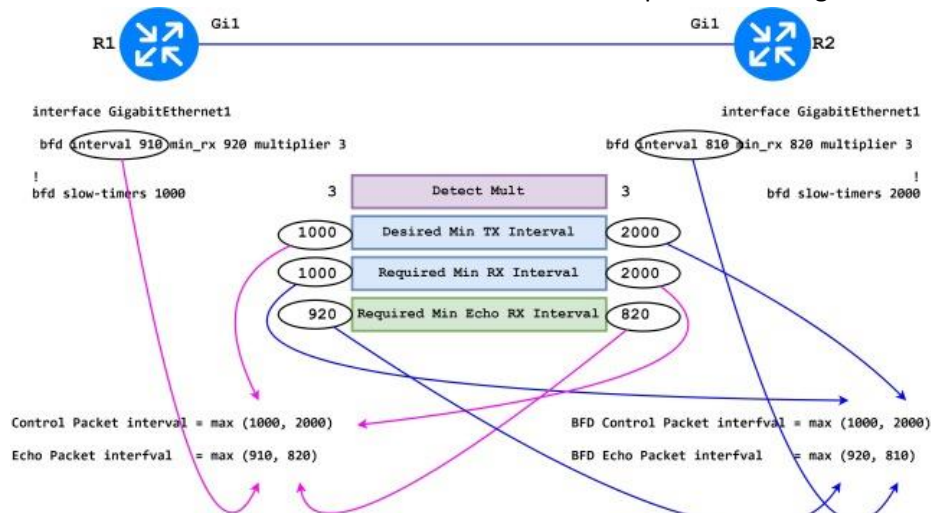 Gi1
Gi1
R1
R2
interface GigabitEthernet1
bfd interval 910 min_rx 920 multiplier 3
!
bfd slow-timers 1000
interface GigabitEthernet1
bfd interval 810 min_rx 820 multiplier 3
!
bfd slow-timers 2000
3 Detect Mult 3
1000 Desired Min TX Interval 2000
1000 Required Min RX Interval 2000
920 Required Min Echo RX Interval 820
Control Packet interval = max (1000, 2000)
Echo Packet interfval = max (910, 820)
BFD Control Packet interfval = max (1000, 2000)
BFD Echo Packet interfval = max (920, 810)